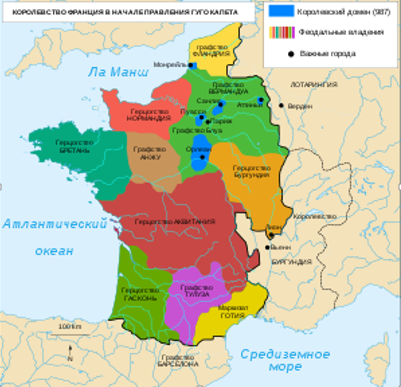 КОРОЛЕВСТВО ФРАНЦИЯ В НАЧАЛЕ ПРАВЛЕНИЯ ГУГО КАПЕТА
Королевский домен (987)
Феодальные владения
Важные города
графство
ФЛАНДРИЯ
Монрейль
Ла Манш
ЛОТАРИНГИЯ
Графство
ВЕРМАНДУА
Санлис
Аттиньи
Верден
Герцогство
НОРМАНДИЯ
Пуасси
Париж
Графство Блуа
Герцогство
БРЕТАНЬ
Графство
АНЖУ
Орлеан
Герцогство
Бургундия
Герцогство АКВИТАНИЯ
Королевство
Атлантический
океан
Лион
Вьенн
БУРГУНДИЯ
Герцогство
ГАСКОНЬ
Графство
ТУЛУЗА
Маркизат
ГОТИЯ
100 km
N
Графство
БАРСЕЛОНА
Средиземное
море